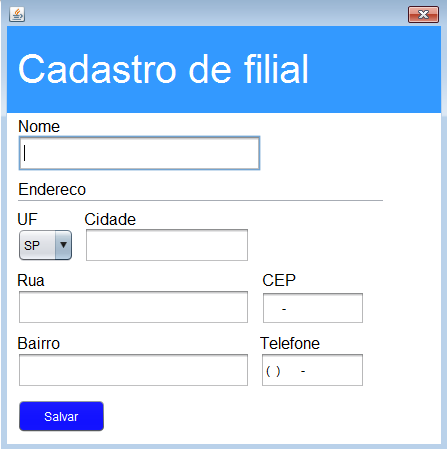 Cadastro de filial
Nome
Endereco
UF Cidade
SP
Rua CEP
-
Bairro Telefone
( ) -
Salvar